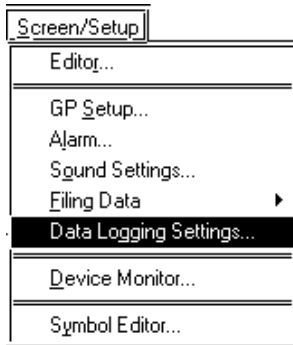 Screen/Setup
Editor...
GP Setup...
Alarm...
Sound Settings...
Filing Data
Data Logging Settings...
Device Monitor...
Symbol Editor...